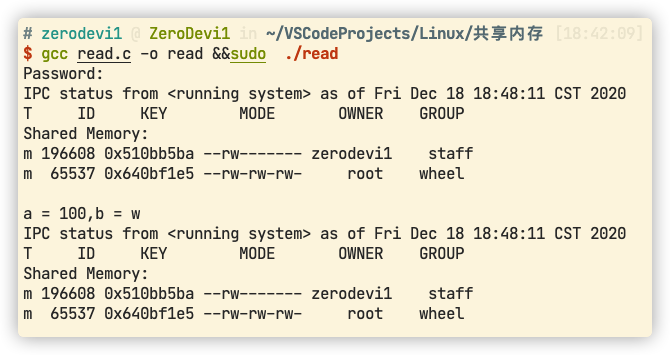 # zerodevi1 @ ZeroDevi1 in ~/VSCodeProjects/Linux/共享内存 [18:42:09]
$ gcc read.c -o read &&sudo  ./read
Password:
IPC status from <running system> as of Fri Dec 18 18:48:11 CST 2020
T     ID     KEY        MODE       OWNER    GROUP
Shared Memory:
m 196608 0x510bb5ba --rw------- zerodevi1    staff
m  65537 0x640bf1e5 --rw-rw-rw-     root    wheel

a = 100,b = w
IPC status from <running system> as of Fri Dec 18 18:48:11 CST 2020
T     ID     KEY        MODE       OWNER    GROUP
Shared Memory:
m 196608 0x510bb5ba --rw------- zerodevi1    staff
m  65537 0x640bf1e5 --rw-rw-rw-     root    wheel